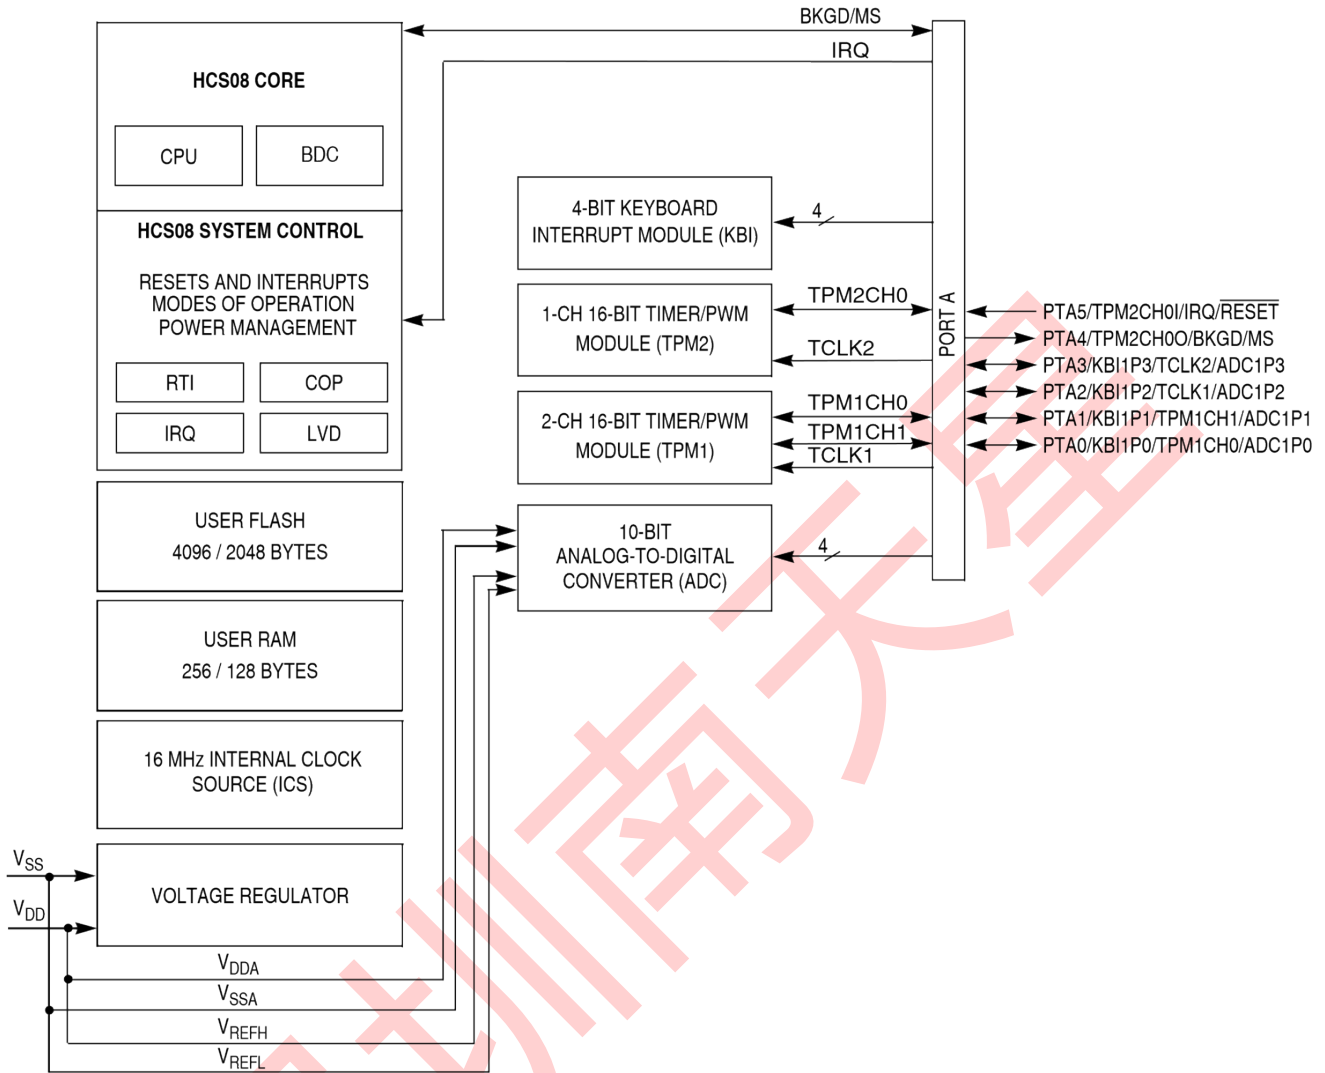 BKGD/MS
IRQ
HCS08 CORE
CPU
BDC
HCS08 SYSTEM CONTROL
RESETS AND INTERRUPTS
MODES OF OPERATION
POWER MANAGEMENT
RTI
COP
IRQ
LVD
USER FLASH
4096 / 2048 BYTES
USER RAM
256 / 128 BYTES
16 MHz INTERNAL CLOCK
SOURCE (ICS)
VOLTAGE REGULATOR
VSS
VDD
VDDA
VSSA
VREFH
VREFL
4-BIT KEYBOARD
INTERRUPT MODULE (KBI)
4
1-CH 16-BIT TIMER/PWM
MODULE (TPM2)
TPM2CH0
TCLK2
2-CH 16-BIT TIMER/PWM
MODULE (TPM1)
TPM1CH0
TPM1CH1
TCLK1
10-BIT
ANALOG-TO-DIGITAL
CONVERTER (ADC)
4
PORT A
PTA5/TPM2CH0I/IRQ/RESET
PTA4/TPM2CH0O/BKGD/MS
PTA3/KBI1P3/TCLK2/ADC1P3
PTA2/KBI1P2/TCLK1/ADC1P2
PTA1/KBI1P1/TPM1CH1/ADC1P1
PTA0/KBI1P0/TPM1CH0/ADC1P0
圳南天星